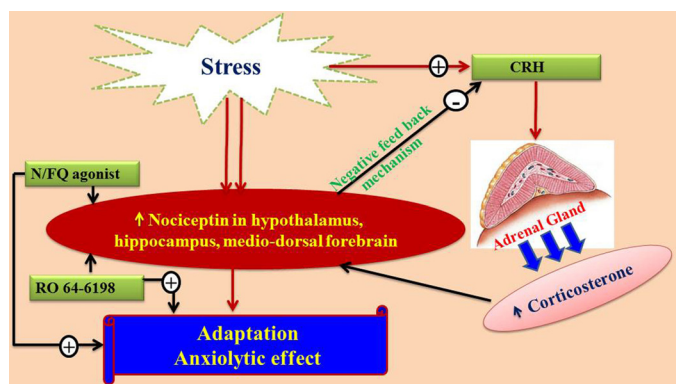 Stress
+
CRH
-
Negative feed back
mechanism
N/FQ agonist
↑ Nociceptin in hypothalamus,
hippocampus, medio-dorsal forebrain
Adrenal Gland
RO 64-6198
+
↑ Corticosterone
+
Adaptation
Anxiolytic effect